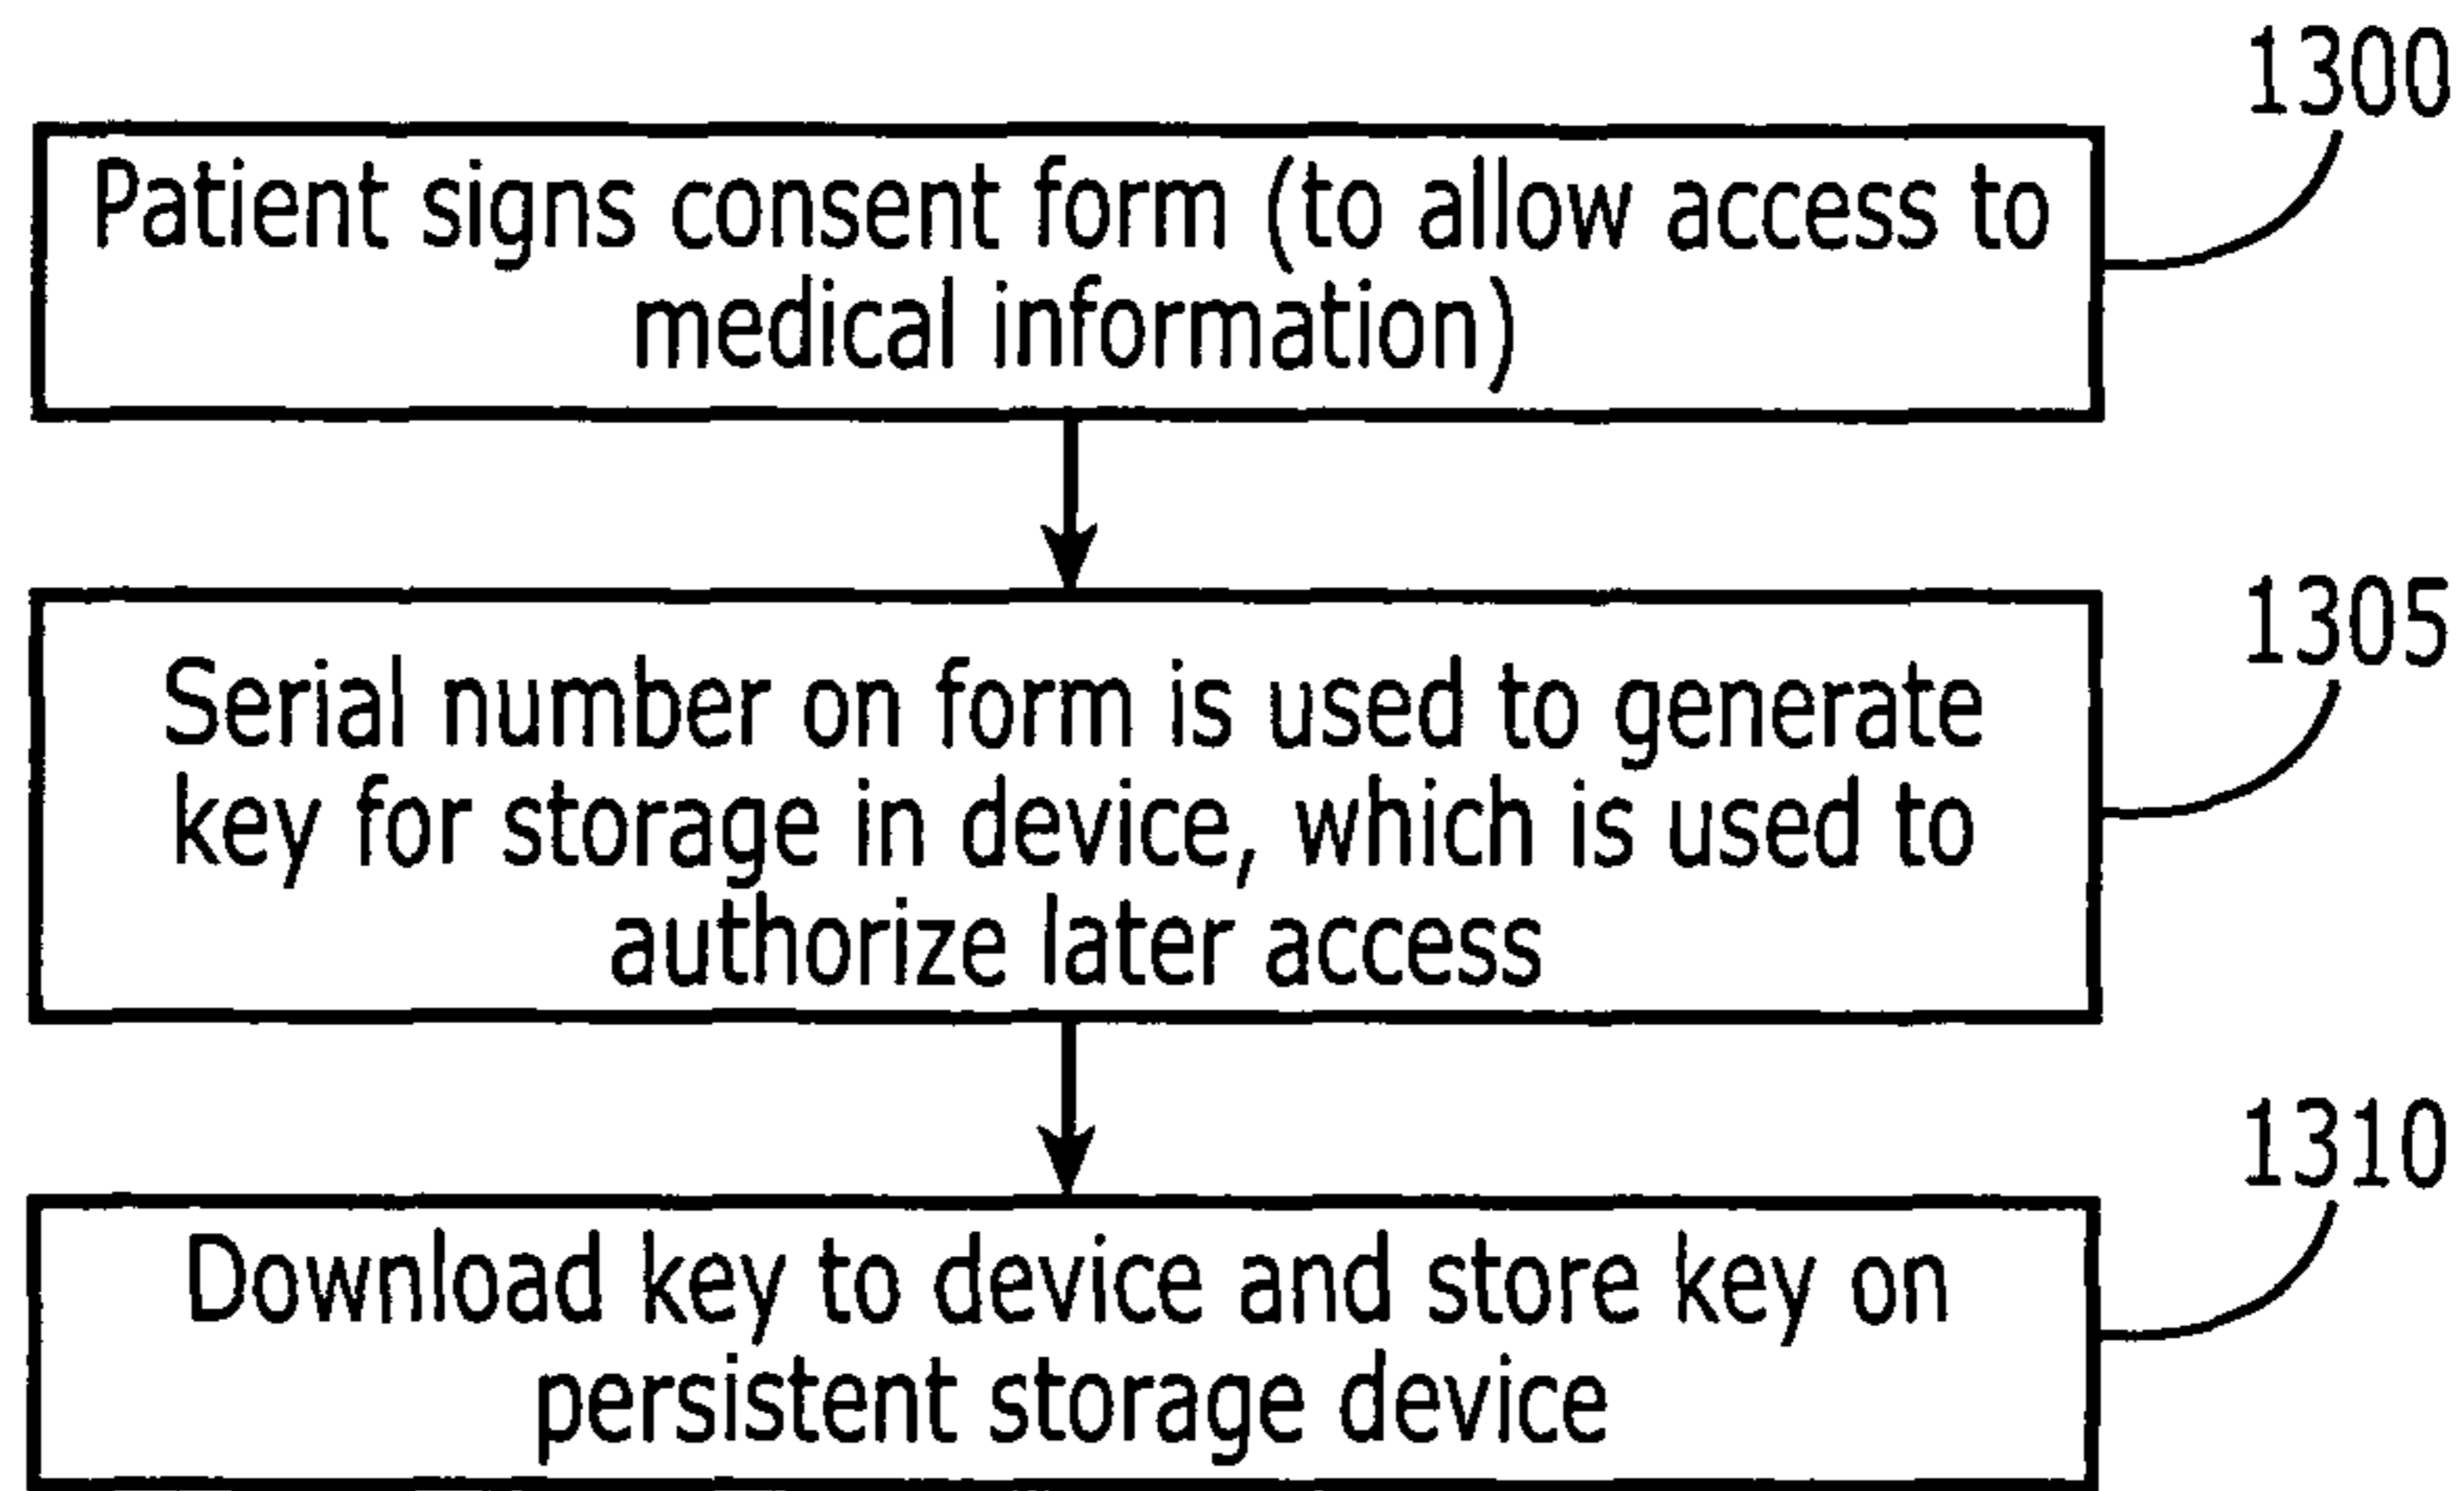 1300
Patient signs consent form (to allow access to
medical information)
1305
Serial number on form is used to generate
key for storage in device, which is used to
authorize later access
1310
Download key to device and store key on
persistent storage device